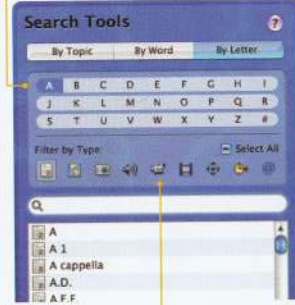 Search Tools ?
By Topic By Word By Letter
A B C D E F G H I
J K L M N O P Q R
S T U V W X Y Z #
Filter by Type: Select All
A
A 1
A cappella
A.D.
A.E.F.